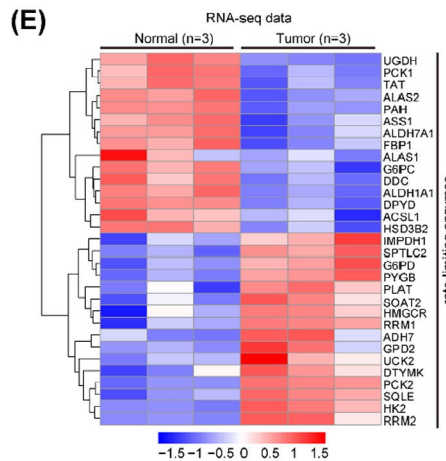 (E)
RNA-seq data
Normal (n=3) Tumor (n=3)
UGDH
PCK1
TAT
ALAS2
PAH
ASS1
ALDH7A1
FBP1
ALAS1
G6PC
DDC
ALDH1A1
DPYD
ACSL1
HSD3B2
IMPDH1
SPTLC2
G6PD
PYGB
PLAT
SOAT2
HMGCR
RRM1
ADH7
GPD2
UCK2
DTYMK
PCK2
SQLE
HK2
RRM2
−1.5 −0.5 0 0.5 1 1.5